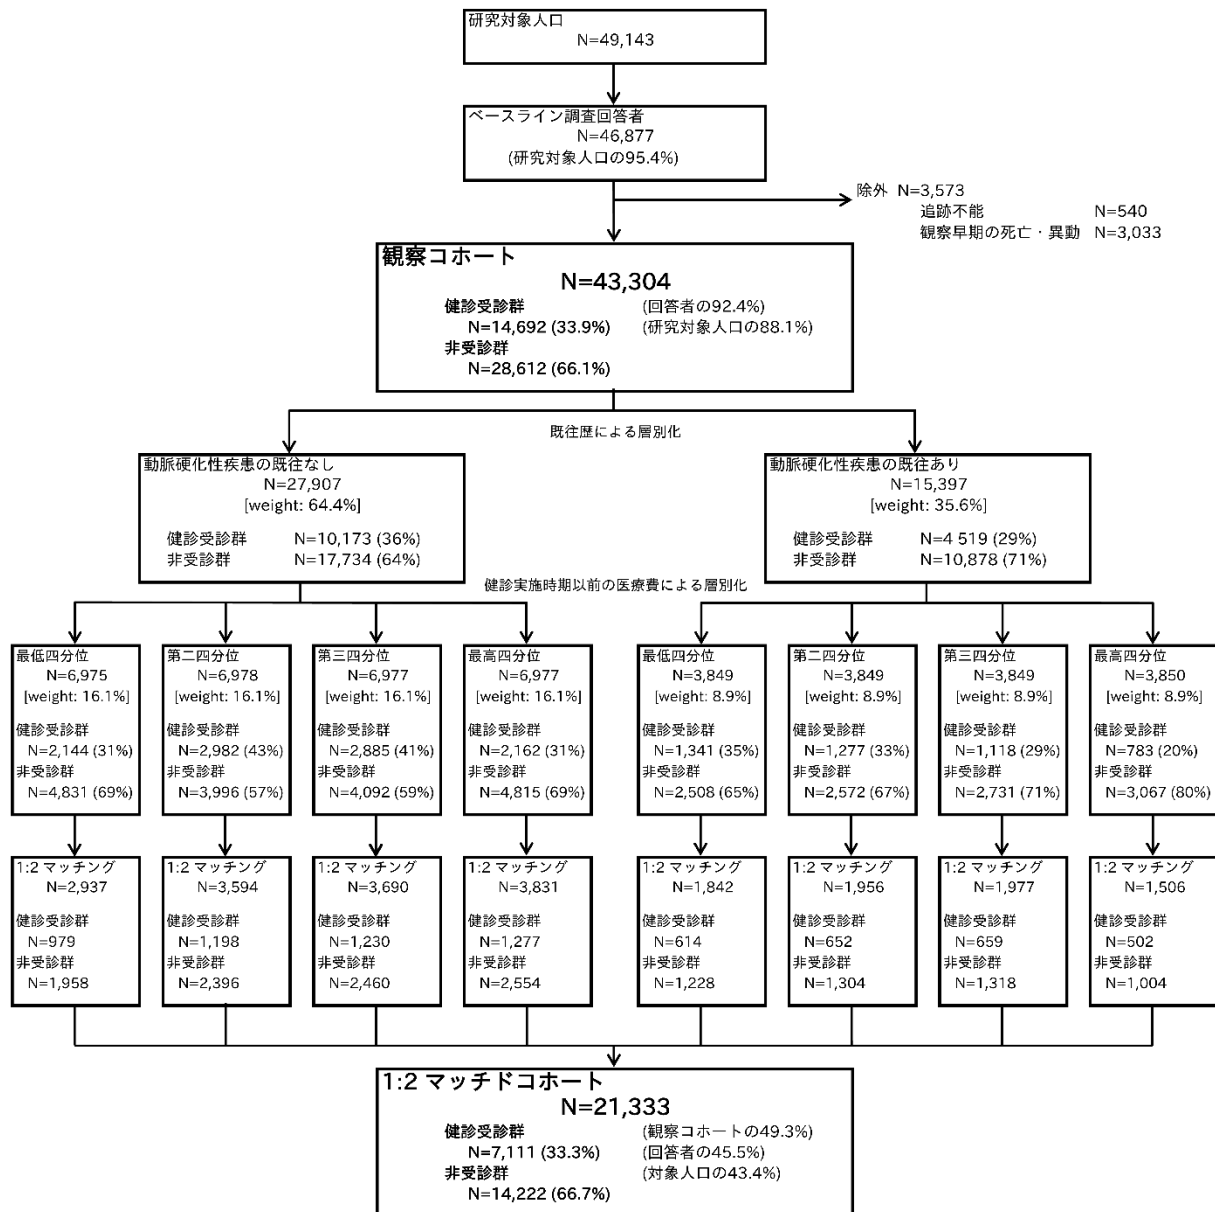 研究対象人口
N=49,143
ベースライン調査回答者
N=46,877
(研究対象人口の95.4%)
除外 N=3,573
追跡不能 N=540
観察早期の死亡・異動 N=3,033
観察コホート
N=43,304
健診受診群 (回答者の92.4%)
N=14,692 (33.9%) (研究対象人口の88.1%)
非受診群
N=28,612 (66.1%)
既往歴による層別化
動脈硬化性疾患の既往なし
N=27,907
[weight: 64.4%]
健診受診群 N=10,173 (36%)
非受診群 N=17,734 (64%)
動脈硬化性疾患の既往あり
N=15,397
[weight: 35.6%]
健診受診群 N=4 519 (29%)
非受診群 N=10,878 (71%)
健診実施時期以前の医療費による層別化
最低四分位
N=6,975
[weight: 16.1%]
健診受診群
N=2,144 (31%)
非受診群
N=4,831 (69%)
第二四分位
N=6,978
[weight: 16.1%]
健診受診群
N=2,982 (43%)
非受診群
N=3,996 (57%)
第三四分位
N=6,977
[weight: 16.1%]
健診受診群
N=2,885 (41%)
非受診群
N=4,092 (59%)
最高四分位
N=6,977
[weight: 16.1%]
健診受診群
N=2,162 (31%)
非受診群
N=4,815 (69%)
最低四分位
N=3,849
[weight: 8.9%]
健診受診群
N=1,341 (35%)
非受診群
N=2,508 (65%)
第二四分位
N=3,849
[weight: 8.9%]
健診受診群
N=1,277 (33%)
非受診群
N=2,572 (67%)
第三四分位
N=3,849
[weight: 8.9%]
健診受診群
N=1,118 (29%)
非受診群
N=2,731 (71%)
最高四分位
N=3,850
[weight: 8.9%]
健診受診群
N=783 (20%)
非受診群
N=3,067 (80%)
1:2 マッチング
N=2,937
健診受診群
N=979
非受診群
N=1,958
1:2 マッチング
N=3,594
健診受診群
N=1,198
非受診群
N=2,396
1:2 マッチング
N=3,690
健診受診群
N=1,230
非受診群
N=2,460
1:2 マッチング
N=3,831
健診受診群
N=1,277
非受診群
N=2,554
1:2 マッチング
N=1,842
健診受診群
N=614
非受診群
N=1,228
1:2 マッチング
N=1,956
健診受診群
N=652
非受診群
N=1,304
1:2 マッチング
N=1,977
健診受診群
N=659
非受診群
N=1,318
1:2 マッチング
N=1,506
健診受診群
N=502
非受診群
N=1,004
1:2 マッチドコホート
N=21,333
健診受診群 (観察コホートの49.3%)
N=7,111 (33.3%) (回答者の45.5%)
非受診群 (対象人口の43.4%)
N=14,222 (66.7%)